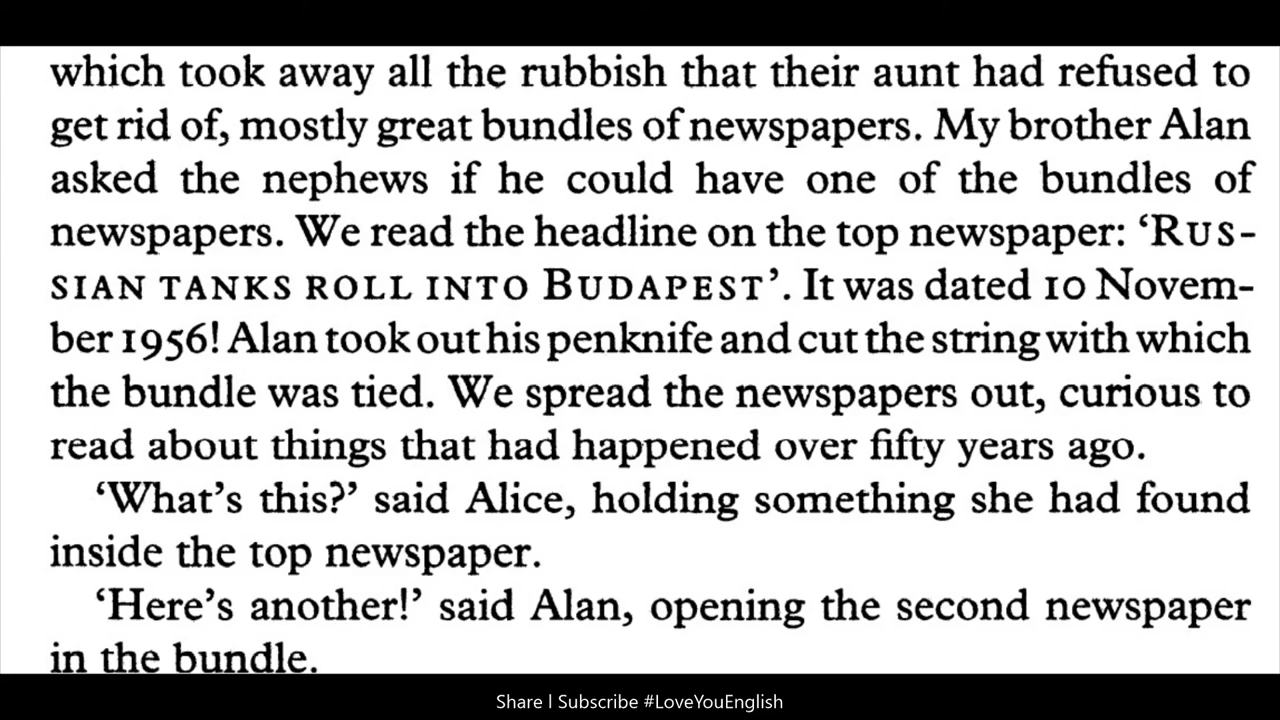 which took away all the rubbish that their aunt had refused to
get rid of, mostly great bundles of newspapers. My brother Alan
asked the nephews if he could have one of the bundles of
newspapers. We read the headline on the top newspaper: ‘RUS-
SIAN TANKS ROLL INTO BUDAPEST’. It was dated 10 Novem-
ber 1956! Alan took out his penknife and cut the string with which
the bundle was tied. We spread the newspapers out, curious to
read about things that had happened over fifty years ago.
‘What’s this?’ said Alice, holding something she had found
inside the top newspaper.
‘Here’s another!’ said Alan, opening the second newspaper
in the bundle.
Share l Subscribe #LoveYouEnglish